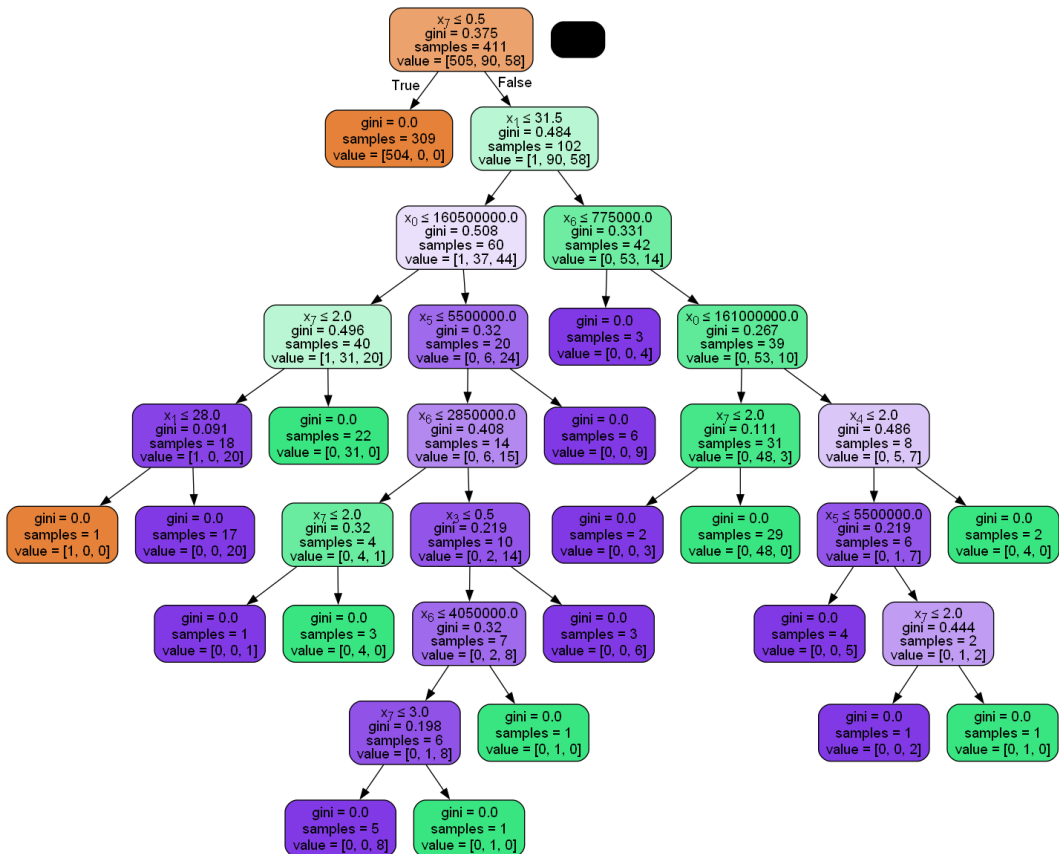 x7 ≤ 0.5
gini = 0.375
samples = 411
value = [505, 90, 58]
True
False
gini = 0.0
samples = 309
value = [504, 0, 0]
x1 ≤ 31.5
gini = 0.484
samples = 102
value = [1, 90, 58]
x0 ≤ 160500000.0
gini = 0.508
samples = 60
value = [1, 37, 44]
x6 ≤ 775000.0
gini = 0.331
samples = 42
value = [0, 53, 14]
x7 ≤ 2.0
gini = 0.496
samples = 40
value = [1, 31, 20]
x5 ≤ 5500000.0
gini = 0.32
samples = 20
value = [0, 6, 24]
gini = 0.0
samples = 3
value = [0, 0, 4]
x0 ≤ 161000000.0
gini = 0.267
samples = 39
value = [0, 53, 10]
x1 ≤ 28.0
gini = 0.091
samples = 18
value = [1, 0, 20]
gini = 0.0
samples = 22
value = [0, 31, 0]
x6 ≤ 2850000.0
gini = 0.408
samples = 14
value = [0, 6, 15]
gini = 0.0
samples = 6
value = [0, 0, 9]
x7 ≤ 2.0
gini = 0.111
samples = 31
value = [0, 48, 3]
x4 ≤ 2.0
gini = 0.486
samples = 8
value = [0, 5, 7]
gini = 0.0
samples = 1
value = [1, 0, 0]
gini = 0.0
samples = 17
value = [0, 0, 20]
x7 ≤ 2.0
gini = 0.32
samples = 4
value = [0, 4, 1]
x3 ≤ 0.5
gini = 0.219
samples = 10
value = [0, 2, 14]
gini = 0.0
samples = 2
value = [0, 0, 3]
gini = 0.0
samples = 29
value = [0, 48, 0]
x5 ≤ 5500000.0
gini = 0.219
samples = 6
value = [0, 1, 7]
gini = 0.0
samples = 2
value = [0, 4, 0]
gini = 0.0
samples = 1
value = [0, 0, 1]
gini = 0.0
samples = 3
value = [0, 4, 0]
x6 ≤ 4050000.0
gini = 0.32
samples = 7
value = [0, 2, 8]
gini = 0.0
samples = 3
value = [0, 0, 6]
gini = 0.0
samples = 4
value = [0, 0, 5]
x7 ≤ 2.0
gini = 0.444
samples = 2
value = [0, 1, 2]
x7 ≤ 3.0
gini = 0.198
samples = 6
value = [0, 1, 8]
gini = 0.0
samples = 1
value = [0, 1, 0]
gini = 0.0
samples = 1
value = [0, 0, 2]
gini = 0.0
samples = 1
value = [0, 1, 0]
gini = 0.0
samples = 5
value = [0, 0, 8]
gini = 0.0
samples = 1
value = [0, 1, 0]